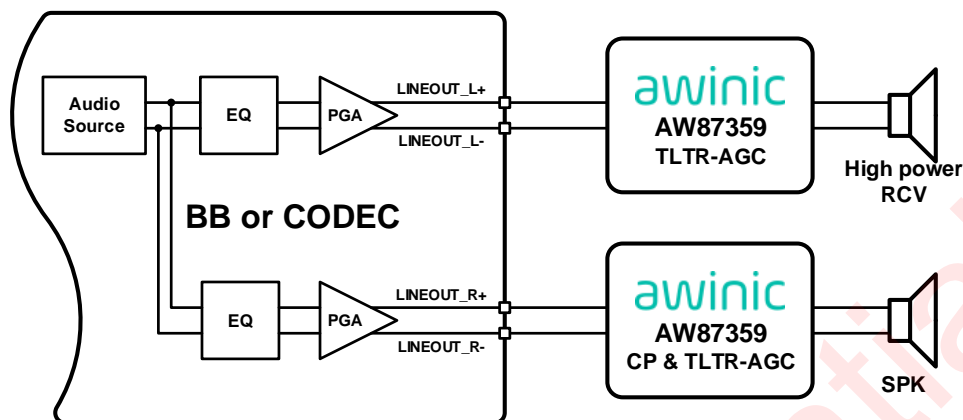 Audio
Source
EQ
PGA
LINEOUT_L+
LINEOUT_L-
awinic
AW87359
TLTR-AGC
High power
RCV
BB or CODEC
EQ
PGA
LINEOUT_R+
LINEOUT_R-
awinic
AW87359
CP & TLTR-AGC
SPK